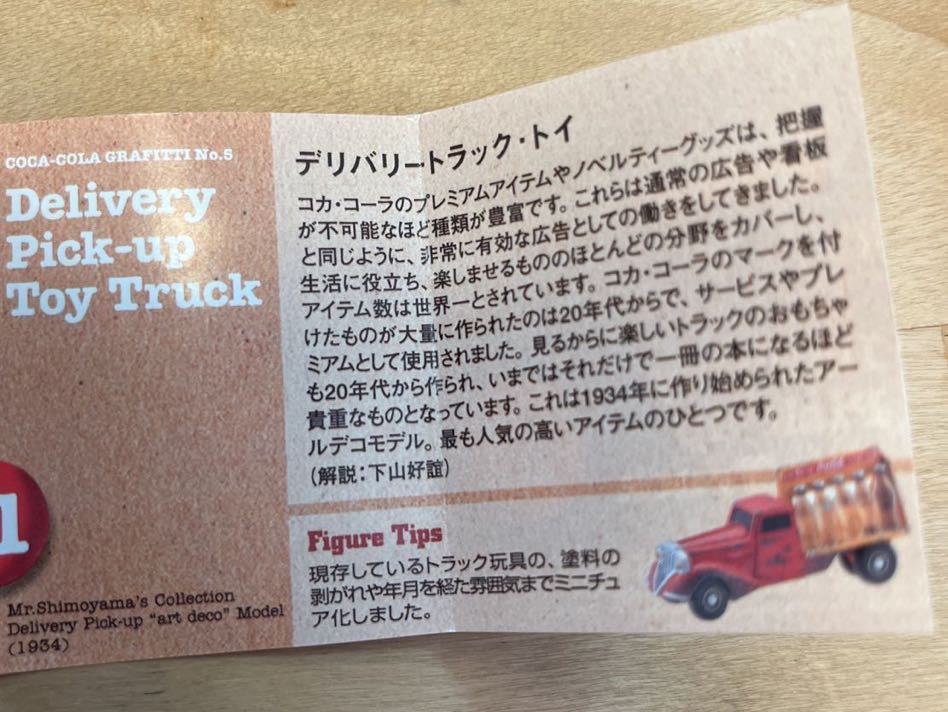 COCA-COLA GRAFITTI No.5
Delivery
Pick-up
Toy Truck
1
Mr.Shimoyama's Collection
Delivery Pick-up "art deco" Model
(1934)
デリバリートラック・トイ
コカ・コーラのプレミアムアイテムやノベルティーグッズは、把握
が不可能なほど種類が豊富です。これらは通常の広告や看板
と同じように、非常に有効な広告としての働きをしてきました。
生活に役立ち、楽しませるもののほとんどの分野をカバーし、
アイテム数は世界一とされています。コカ・コーラのマークを付
けたものが大量に作られたのは20年代からで、サービスやプレ
ミアムとして使用されました。見るからに楽しいトラックのおもちゃ
も20年代から作られ、いまではそれだけで一冊の本になるほど
貴重なものとなっています。これは1934年に作り始められたアー
ルデコモデル。最も人気の高いアイテムのひとつです。
(解説:下山好誼)
Figure Tips
現存しているトラック玩具の、塗料の
剥がれや年月を経た雰囲気までミニチュ
ア化しました。